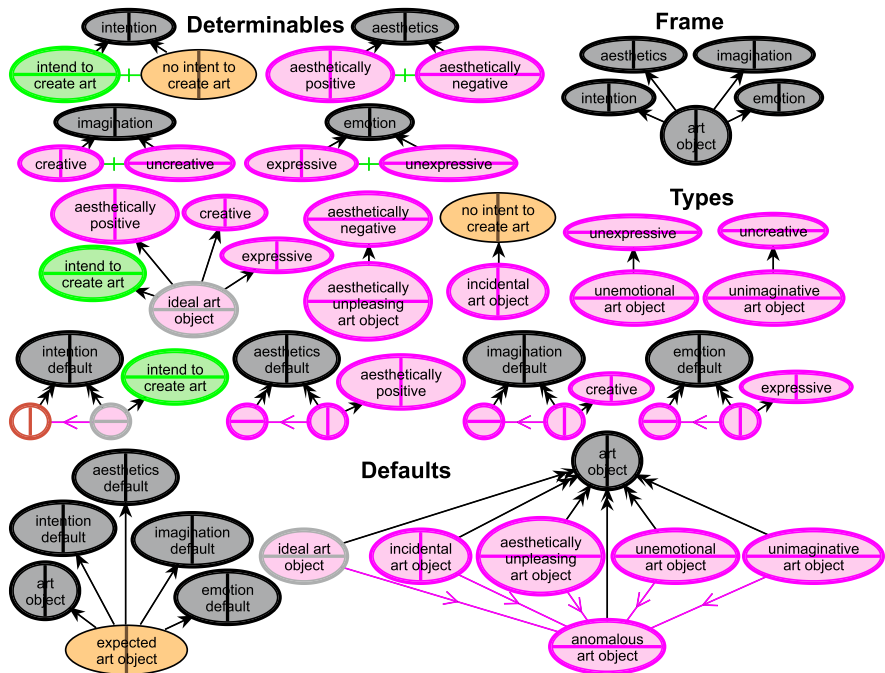 Determinables
Frame
intention
aesthetics
intend to
create art
no intent to
create art
aesthetically
positive
aesthetically
negative
aesthetics
imagination
intention
emotion
art
object
imagination
emotion
creative
uncreative
expressive
unexpressive
Types
aesthetically
positive
creative
expressive
intend to
create art
ideal art
object
aesthetically
negative
aesthetically
unpleasing
art object
no intent to
create art
incidental
art object
unexpressive
unemotional
art object
uncreative
unimaginative
art object
intention
default
intend to
create art
aesthetics
default
aesthetically
positive
imagination
default
creative
emotion
default
expressive
Defaults
aesthetics
default
intention
default
imagination
default
art
object
emotion
default
expected
art object
art
object
ideal art
object
incidental
art object
aesthetically
unpleasing
art object
unemotional
art object
unimaginative
art object
anomalous
art object